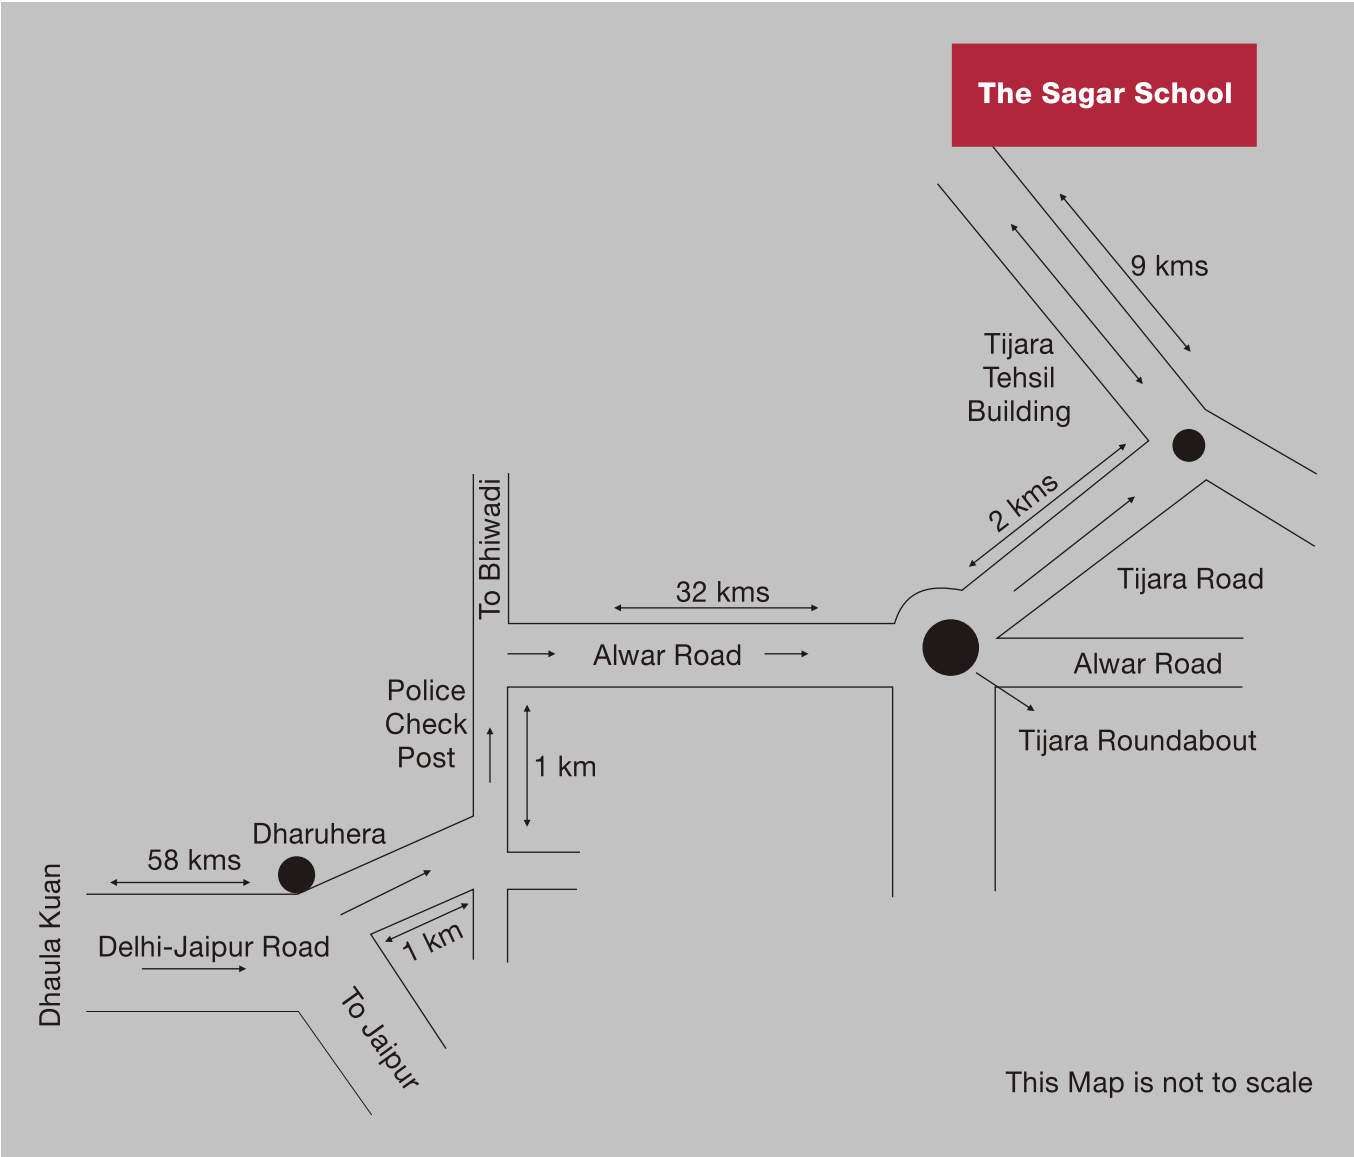 The Sagar School
9 kms
Tijara
Tehsil
Building
2 kms
To Bhiwadi
Tijara Road
32 kms
Alwar Road
Alwar Road
Police
Check
Post
Tijara Roundabout
1 km
Dharuhera
58 kms
Dhaula Kuan
Delhi-Jaipur Road
1 km
To Jaipur
This Map is not to scale